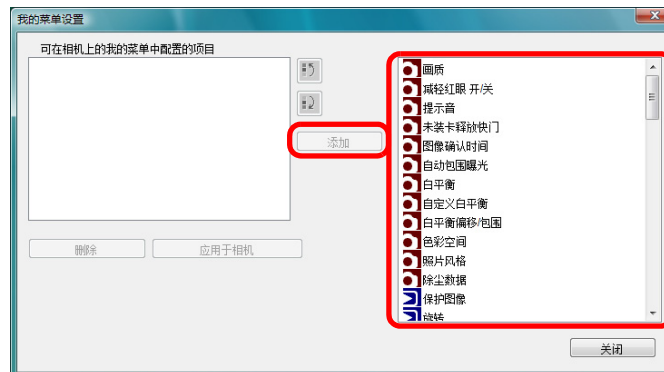 我的菜单设置
可在相机上的我的菜单中配置的项目
添加
删除
应用于相机
画质
减轻红眼 开/关
提示音
未装卡释放快门
图像确认时间
自动包围曝光
白平衡
自定义白平衡
白平衡偏移/包围
色彩空间
照片风格
除尘数据
保护图像
旋转
关闭